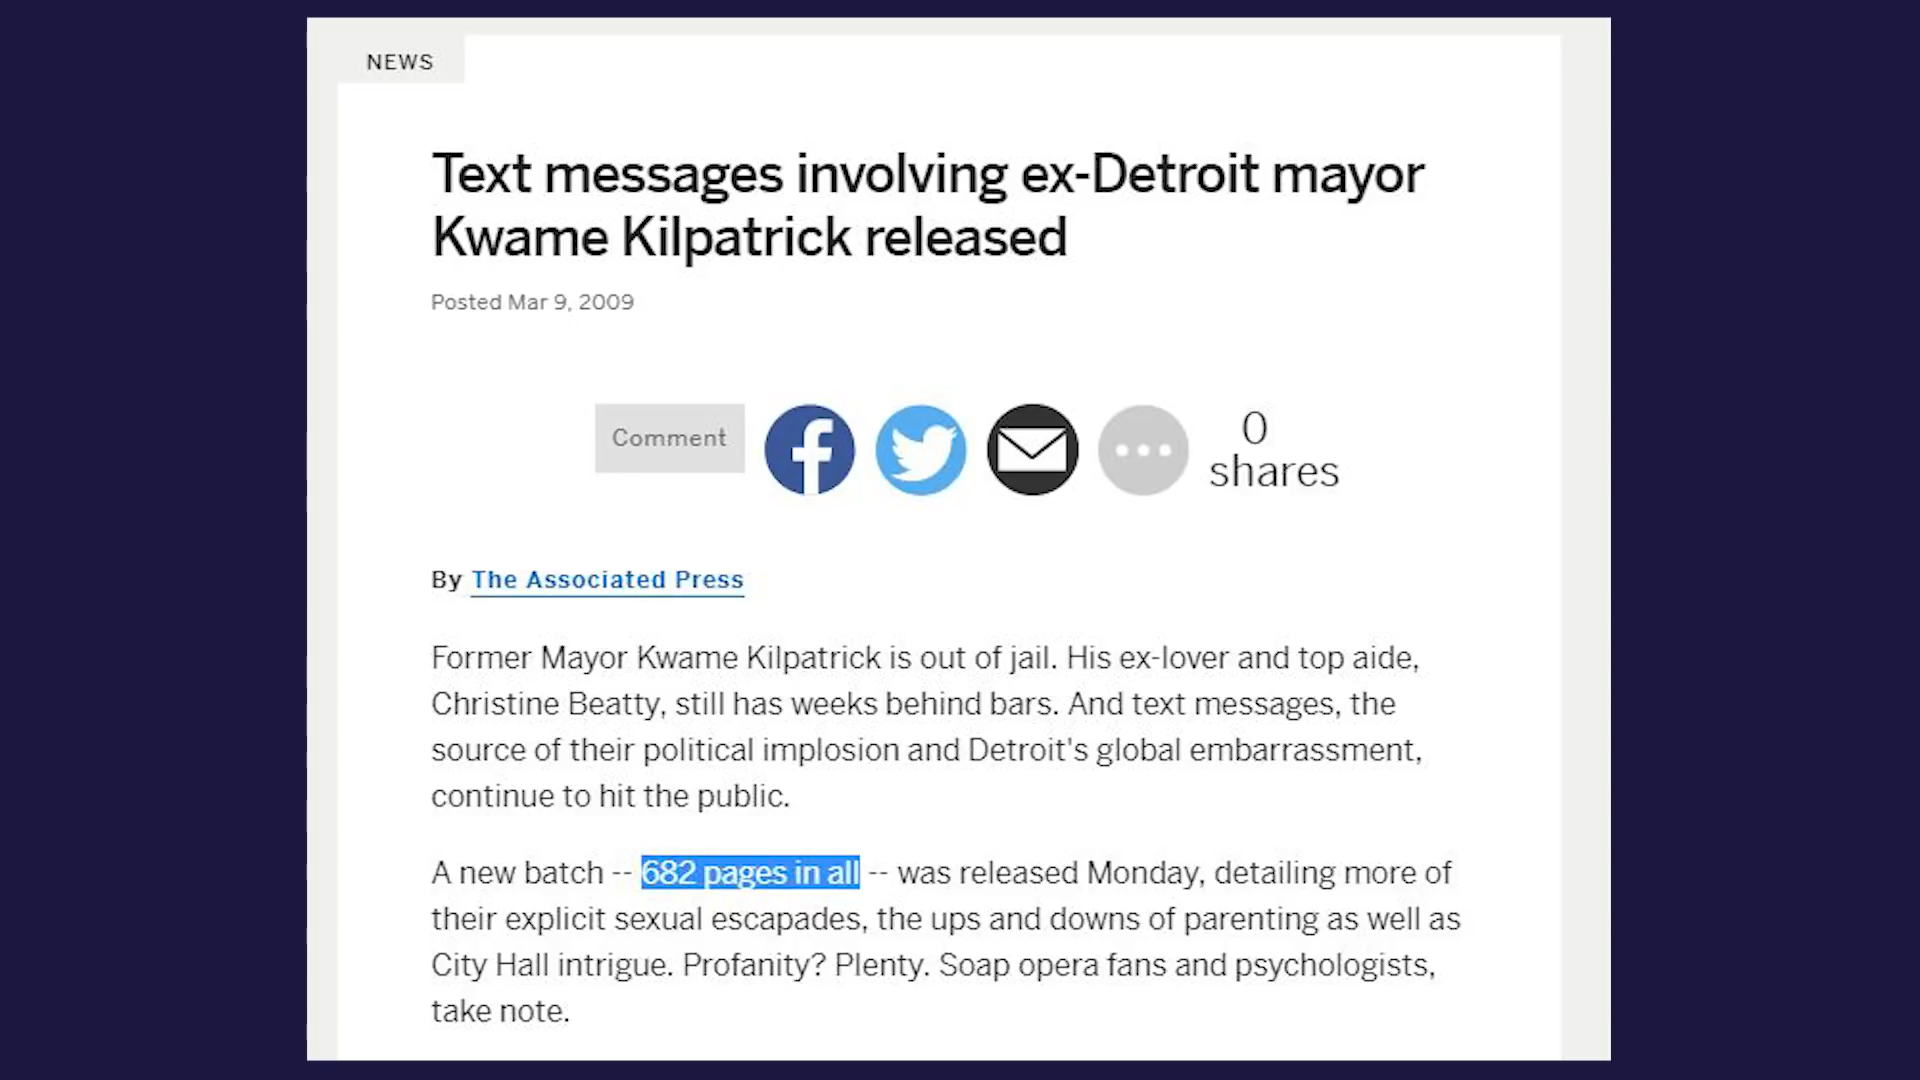 NEWS
Text messages involving ex-Detroit mayor
Kwame Kilpatrick released
Posted Mar 9, 2009
Comment
0
shares
By The Associated Press
Former Mayor Kwame Kilpatrick is out of jail. His ex-lover and top aide,
Christine Beatty, still has weeks behind bars. And text messages, the
source of their political implosion and Detroit's global embarrassment,
continue to hit the public.
A new batch -- 682 pages in all -- was released Monday, detailing more of
their explicit sexual escapades, the ups and downs of parenting as well as
City Hall intrigue. Profanity? Plenty. Soap opera fans and psychologists,
take note.